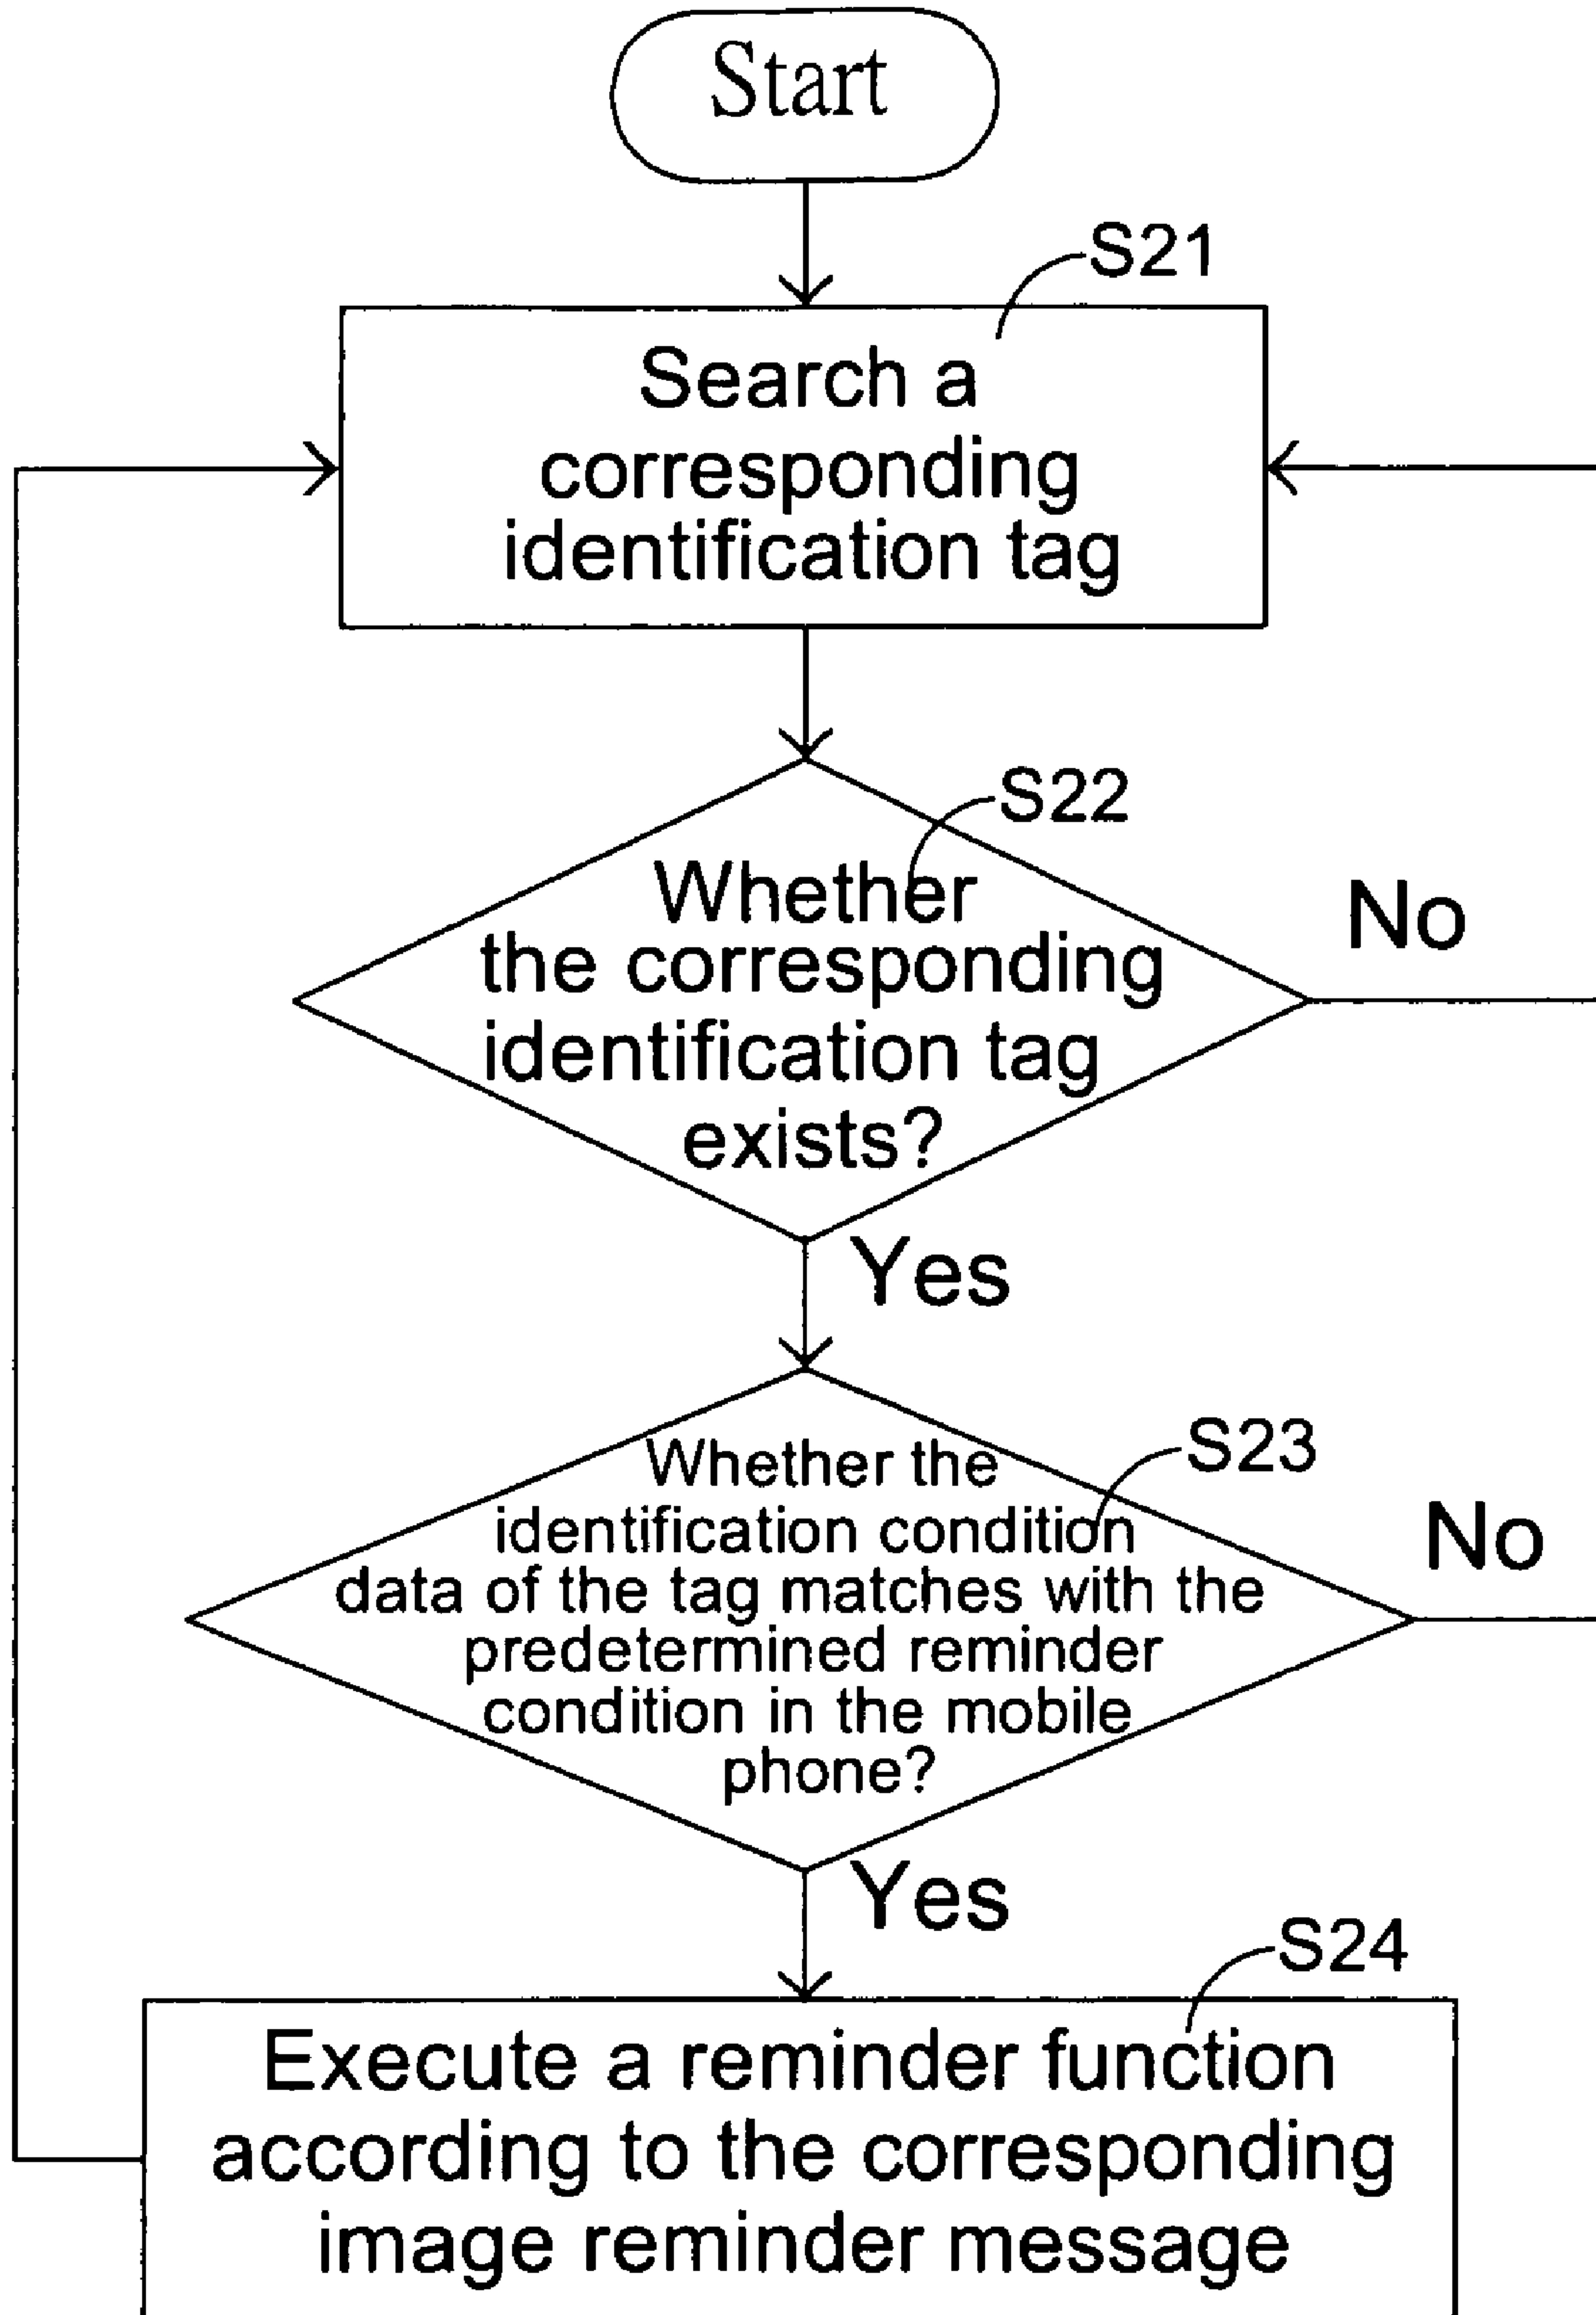 Start
S21
Search a
corresponding
identification tag
S22
Whether
the corresponding
identification tag
exists?
No
Yes
S23
Whether the
identification condition
data of the tag matches with the
predetermined reminder
condition in the mobile
phone?
No
Yes
S24
Execute a reminder function
according to the corresponding
image reminder message